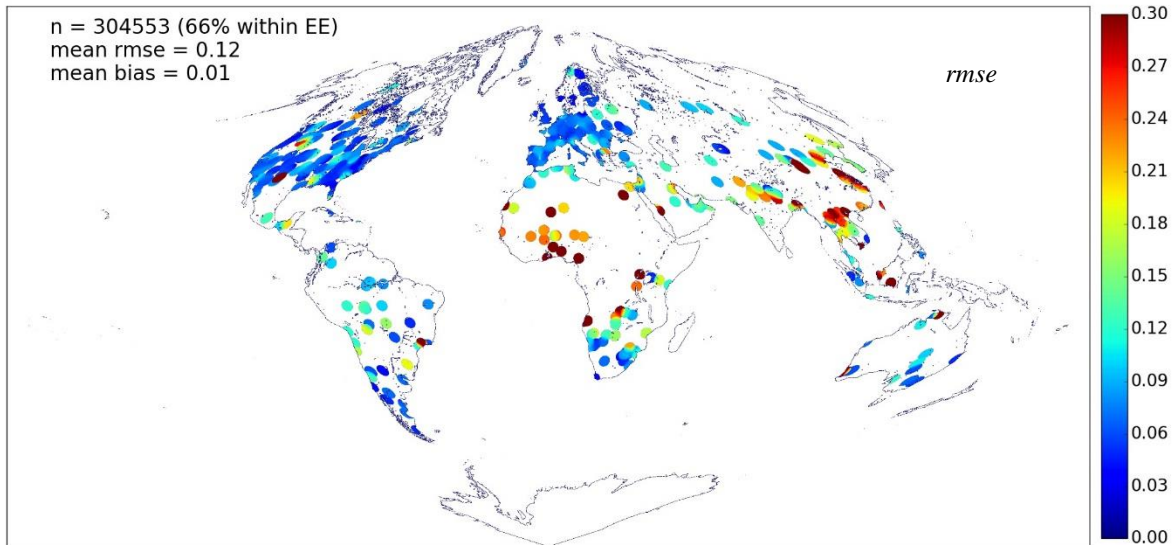 n = 304553 (66% within EE)
mean rmse = 0.12
mean bias = 0.01
rmse
0.30
0.27
0.24
0.21
0.18
0.15
0.12
0.09
0.06
0.03
0.00